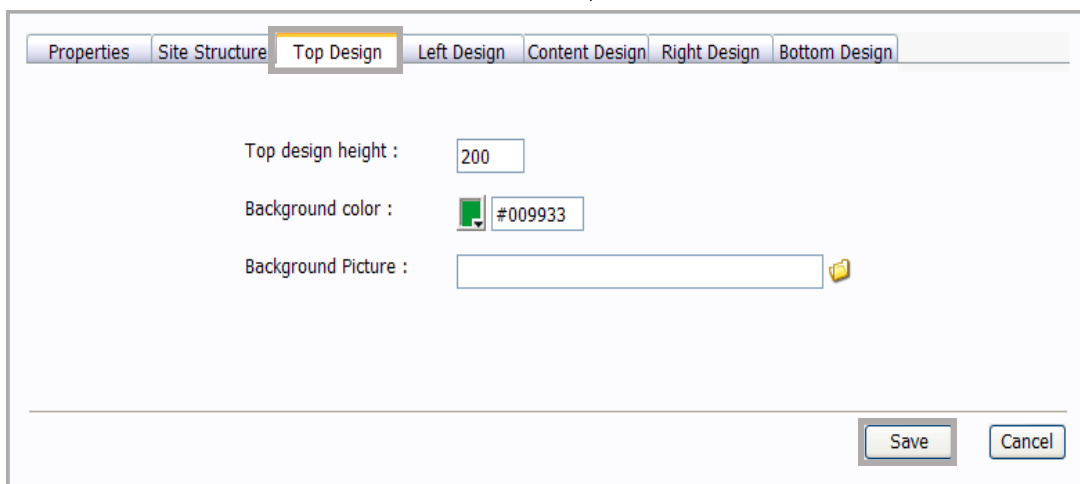 Properties Site Structure Top Design Left Design Content Design Right Design Bottom Design
Top design height : 200
Background color : #009933
Background Picture :
Save Cancel